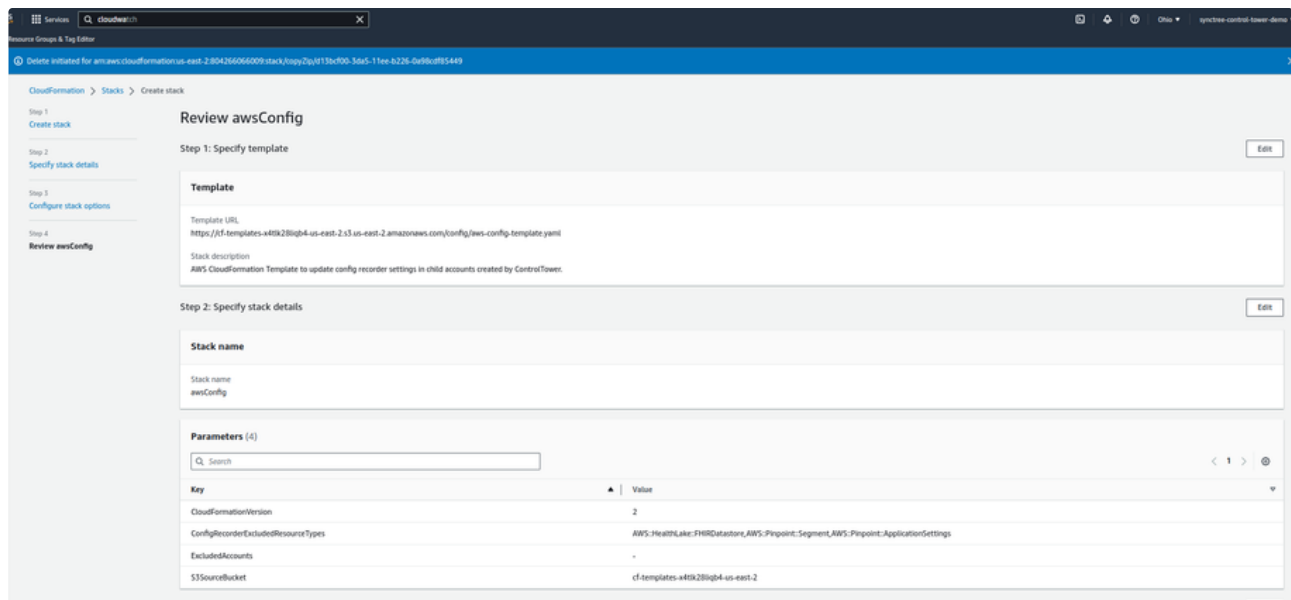 Services
cloudwatch
Ohio
synctree-control-tower-demo
Resource Groups & Tag Editor
Delete initiated for arn:aws:cloudformation:us-east-2:804266066009:stack/copyZip/d13bcf00-3da5-11ee-b226-0a98cdf85449
CloudFormation > Stacks > Create stack
Step 1
Create stack
Step 2
Specify stack details
Step 3
Configure stack options
Step 4
Review awsConfig
Review awsConfig
Step 1: Specify template
Edit
Template
Template URL
https://cf-templates-x4tlk28liqb4-us-east-2.s3.us-east-2.amazonaws.com/config/aws-config-template.yaml
Stack description
AWS CloudFormation Template to update config recorder settings in child accounts created by ControlTower.
Step 2: Specify stack details
Edit
Stack name
Stack name
awsConfig
Parameters (4)
Search
1
Key Value
CloudFormationVersion 2
ConfigRecorderExcludedResourceTypes AWS::HealthLake::FHIRDatastore,AWS::Pinpoint::Segment,AWS::Pinpoint::ApplicationSettings
ExcludedAccounts -
S3SourceBucket cf-templates-x4tlk28liqb4-us-east-2